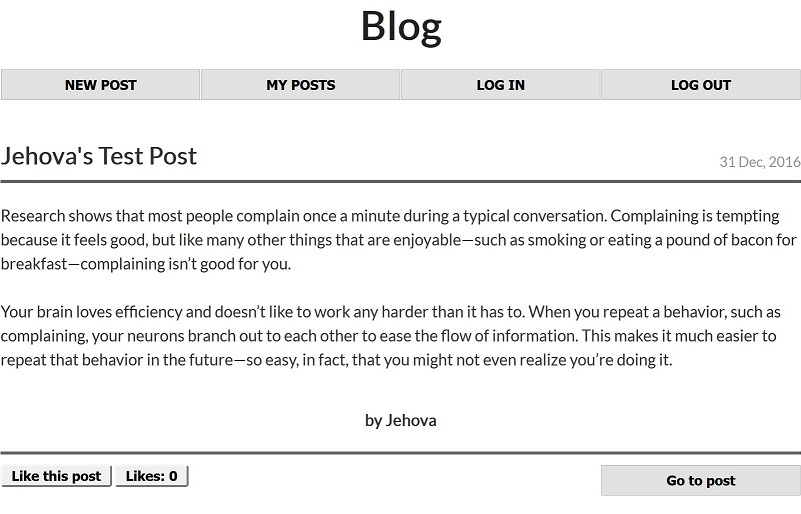 Blog
NEW POST MY POSTS LOG IN LOG OUT
Jehova's Test Post 31 Dec, 2016
Research shows that most people complain once a minute during a typical conversation. Complaining is tempting
because it feels good, but like many other things that are enjoyable—such as smoking or eating a pound of bacon for
breakfast—complaining isn’t good for you.
Your brain loves efficiency and doesn’t like to work any harder than it has to. When you repeat a behavior, such as
complaining, your neurons branch out to each other to ease the flow of information. This makes it much easier to
repeat that behavior in the future—so easy, in fact, that you might not even realize you’re doing it.
by Jehova
Like this post Likes: 0 Go to post